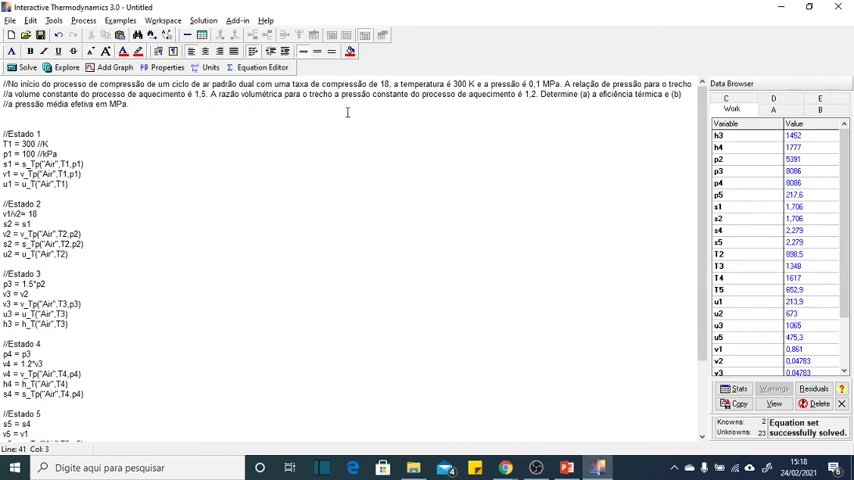 Interactive Thermodynamics 3.0 - Untitled
File Edit Tools Process Examples Workspace Solution Add-in Help
Solve Explore Add Graph Properties Units Equation Editor
//No início do processo de compressão de um ciclo de ar padrão dual com uma taxa de compressão de 18, a temperatura é 300 K e a pressão é 0,1 MPa. A relação de pressão para o trecho
//a volume constante do processo de aquecimento é 1,5. A razão volumétrica para o trecho a pressão constante do processo de aquecimento é 1,2. Determine (a) a eficiência térmica e (b)
//a pressão média efetiva em MPa.
//Estado 1
T1 = 300 //K
p1 = 100 //kPa
s1 = s_Tp("Air",T1,p1)
v1 = v_Tp("Air",T1,p1)
u1 = u_T("Air",T1)
//Estado 2
v1/v2= 18
s2 = s1
v2 = v_Tp("Air",T2,p2)
s2 = s_Tp("Air",T2,p2)
u2 = u_T("Air",T2)
//Estado 3
p3 = 1.5*p2
v3 = v2
v3 = v_Tp("Air",T3,p3)
u3 = u_T("Air",T3)
h3 = h_T("Air",T3)
//Estado 4
p4 = p3
v4 = 1.2*v3
v4 = v_Tp("Air",T4,p4)
h4 = h_T("Air",T4)
s4 = s_Tp("Air",T4,p4)
//Estado 5
s5 = s4
v5 = v1
Line: 41 Col: 3
Data Browser
C D E
Work A B
Variable Value
h3 1452
h4 1777
p2 5391
p3 8086
p4 8086
p5 217,6
s1 1,706
s2 1,706
s4 2,279
s5 2,279
T2 898,5
T3 1348
T4 1617
T5 652,9
u1 213,9
u2 673
u3 1065
u5 475,3
v1 0,861
v2 0,04783
v3 0,04783
Stats Warnings Residuals ?
Copy View Delete
Knowns: 2 Equation set
Unknowns: 23 successfully solved.
Digite aqui para pesquisar
15:18
24/02/2021